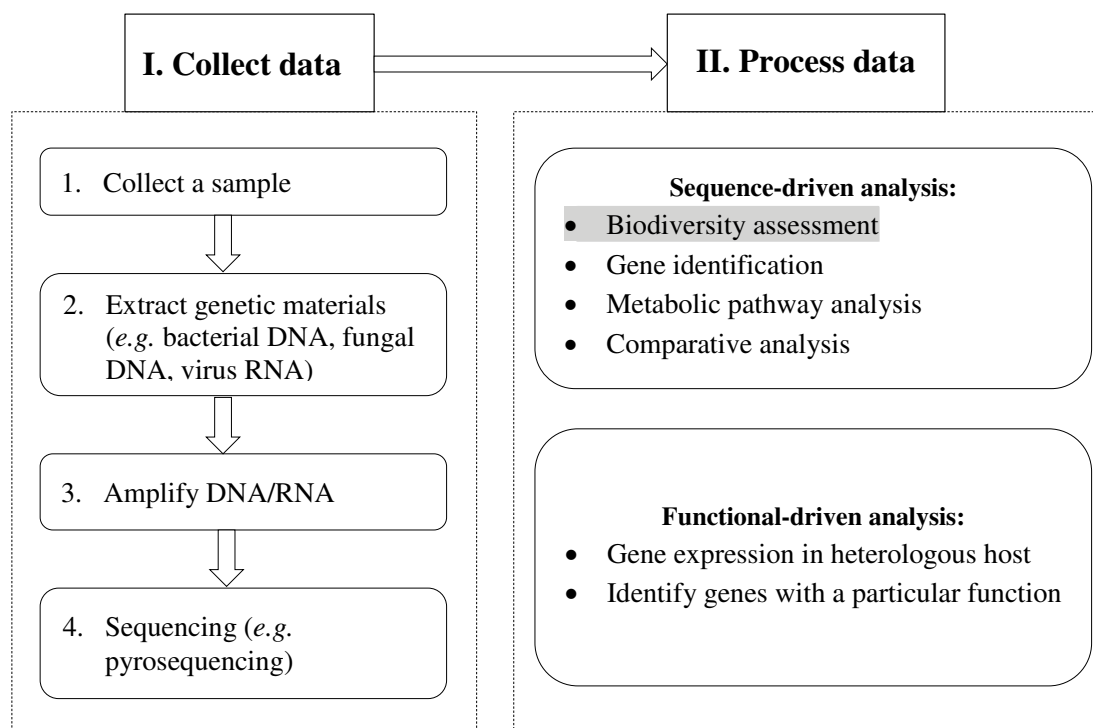 I. Collect data
II. Process data
1. Collect a sample
2. Extract genetic materials
(e.g. bacterial DNA, fungal
DNA, virus RNA)
3. Amplify DNA/RNA
4. Sequencing (e.g.
pyrosequencing)
Sequence-driven analysis:
• Biodiversity assessment
• Gene identification
• Metabolic pathway analysis
• Comparative analysis
Functional-driven analysis:
• Gene expression in heterologous host
• Identify genes with a particular function